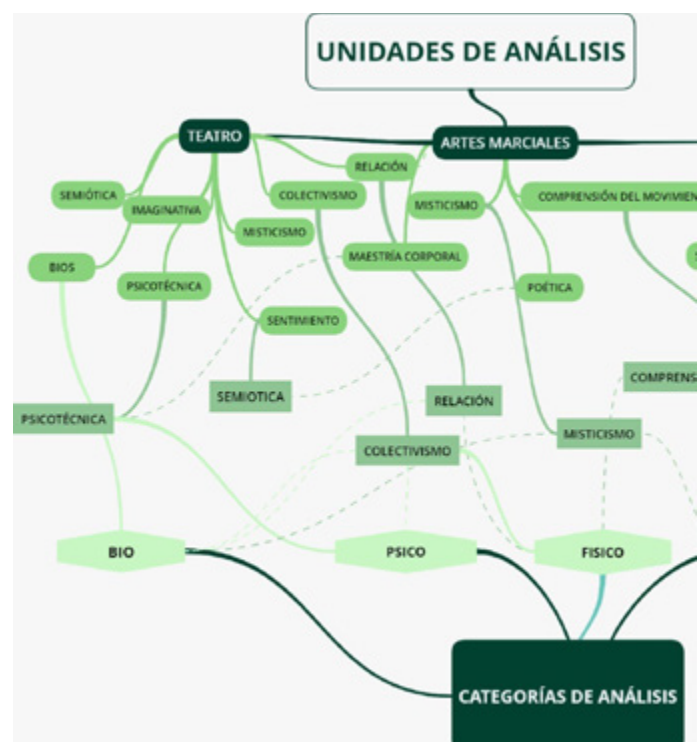 UNIDADES DE ANÁLISIS
TEATRO
ARTES MARCIALES
RELACIÓN
SEMIÓTICA
COLECTIVISMO
COMPRENSIÓN DEL MOVIMIEN
IMAGINATIVA
MISTICISMO
MISTICISMO
MAESTRÍA CORPORAL
BIOS
PSICOTÉCNICA
POÉTICA
SENTIMIENTO
COMPRENS
SEMIOTICA
RELACIÓN
PSICOTÉCNICA
MISTICISMO
COLECTIVISMO
BIO
PSICO
FISICO
CATEGORÍAS DE ANÁLISIS